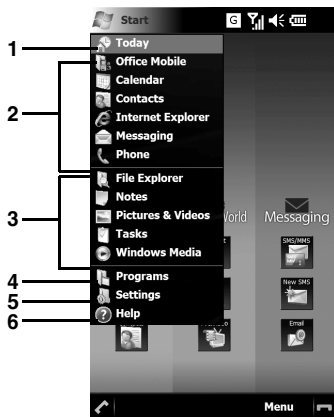 Start G
1 Today
Office Mobile
Calendar
2 Contacts
Internet Explorer
Messaging
Phone
File Explorer
Notes
3 Pictures & Videos World Messaging
Tasks SMS/MMS
Windows Media
4 Programs New SMS
5 Settings
6 Help Email
Menu